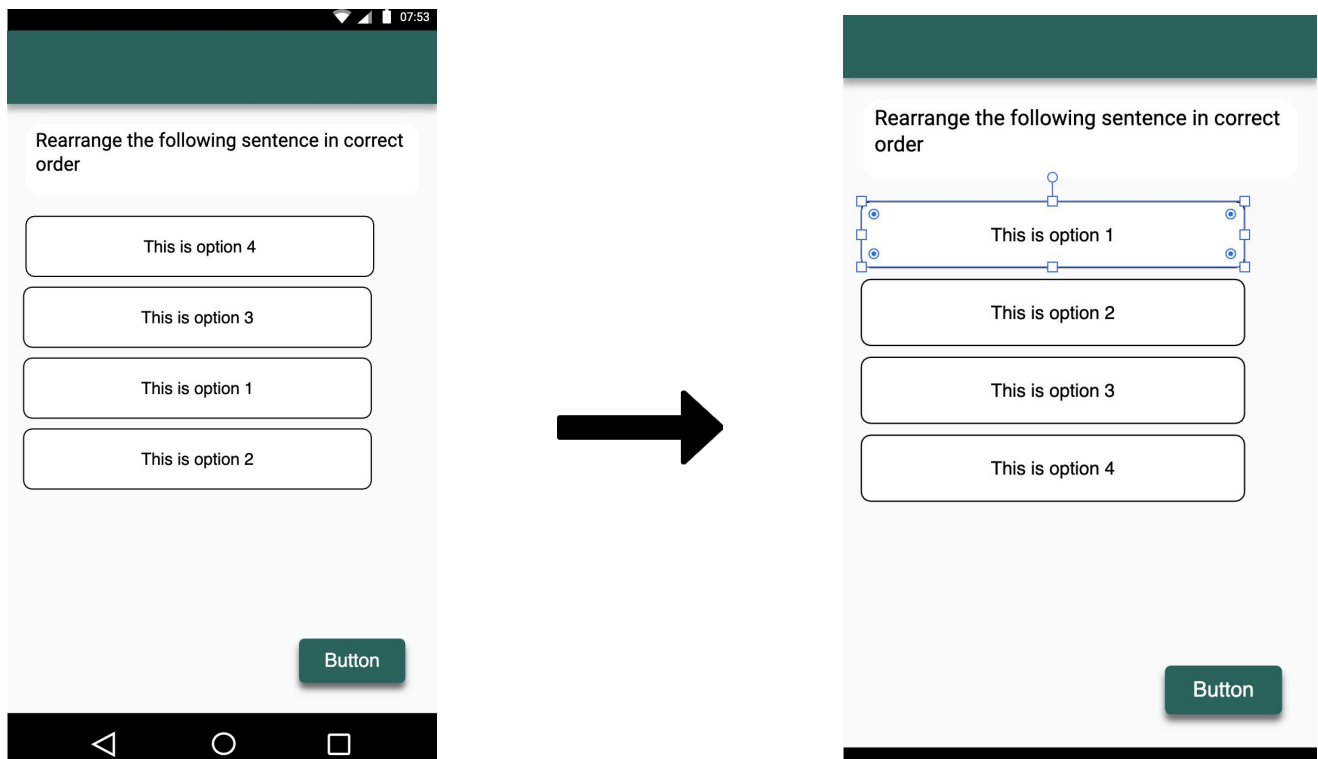 07:53
Rearrange the following sentence in correct
order
This is option 4
This is option 3
This is option 1
This is option 2
Button
Rearrange the following sentence in correct
order
This is option 1
This is option 2
This is option 3
This is option 4
Button